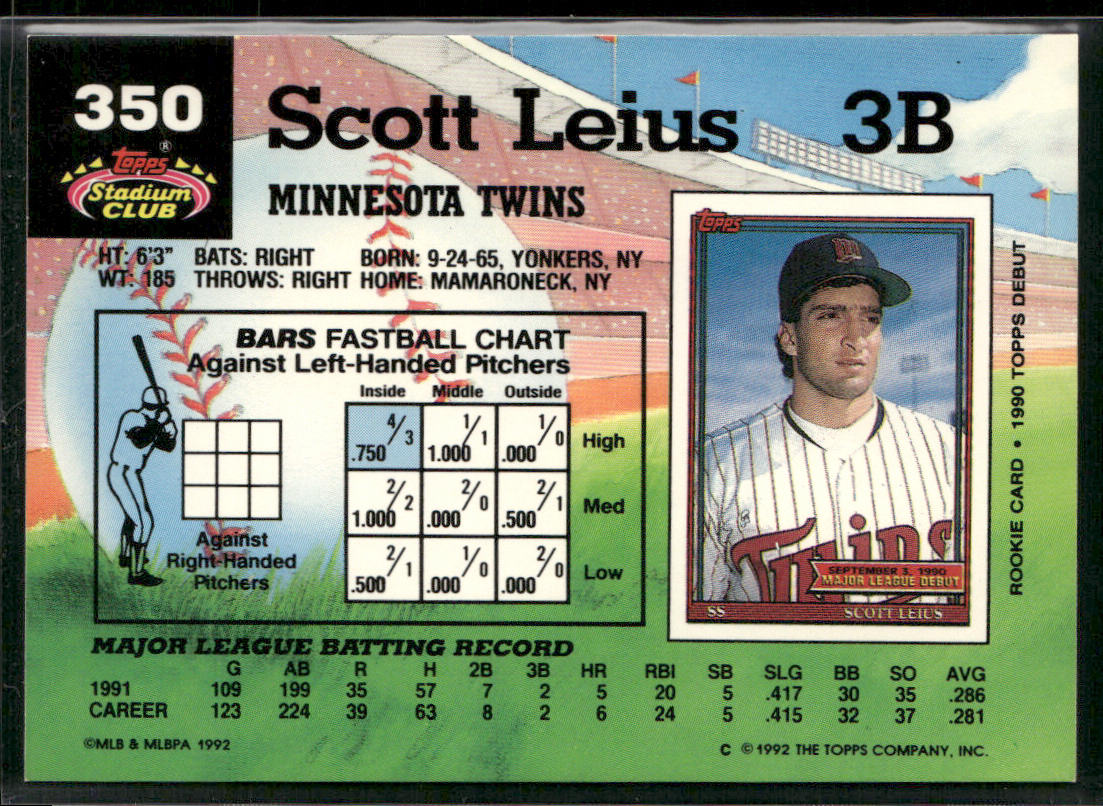 350
Scott Leius 3B
Topps ®
Stadium
CLUB
MINNESOTA TWINS
HT: 6'3" BATS: RIGHT BORN: 9-24-65, YONKERS, NY
WT: 185 THROWS: RIGHT HOME: MAMARONECK, NY
BARS FASTBALL CHART
Against Left-Handed Pitchers
Inside Middle Outside
4/3 .750 1/1 1.000 1/0 .000 High
2/2 1.000 2/0 .000 2/1 .500 Med
2/1 .500 1/0 .000 2/0 .000 Low
Against
Right-Handed
Pitchers
Topps
Twins
SEPTEMBER 3, 1990
MAJOR LEAGUE DEBUT
SS SCOTT LEIUS
ROOKIE CARD • 1990 TOPPS DEBUT
MAJOR LEAGUE BATTING RECORD
G AB R H 2B 3B HR RBI SB SLG BB SO AVG
1991 109 199 35 57 7 2 5 20 5 .417 30 35 .286
CAREER 123 224 39 63 8 2 6 24 5 .415 32 37 .281
©MLB & MLBPA 1992
C ©1992 THE TOPPS COMPANY, INC.